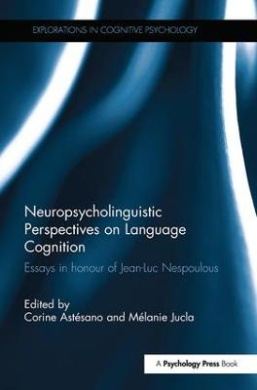 EXPLORATIONS IN COGNITIVE PSYCHOLOGY
Neuropsycholinguistic
Perspectives on Language
Cognition
Essays in honour of Jean-Luc Nespoulous
Edited by
Corine Astésano and Mélanie Jucla
A Psychology Press Book